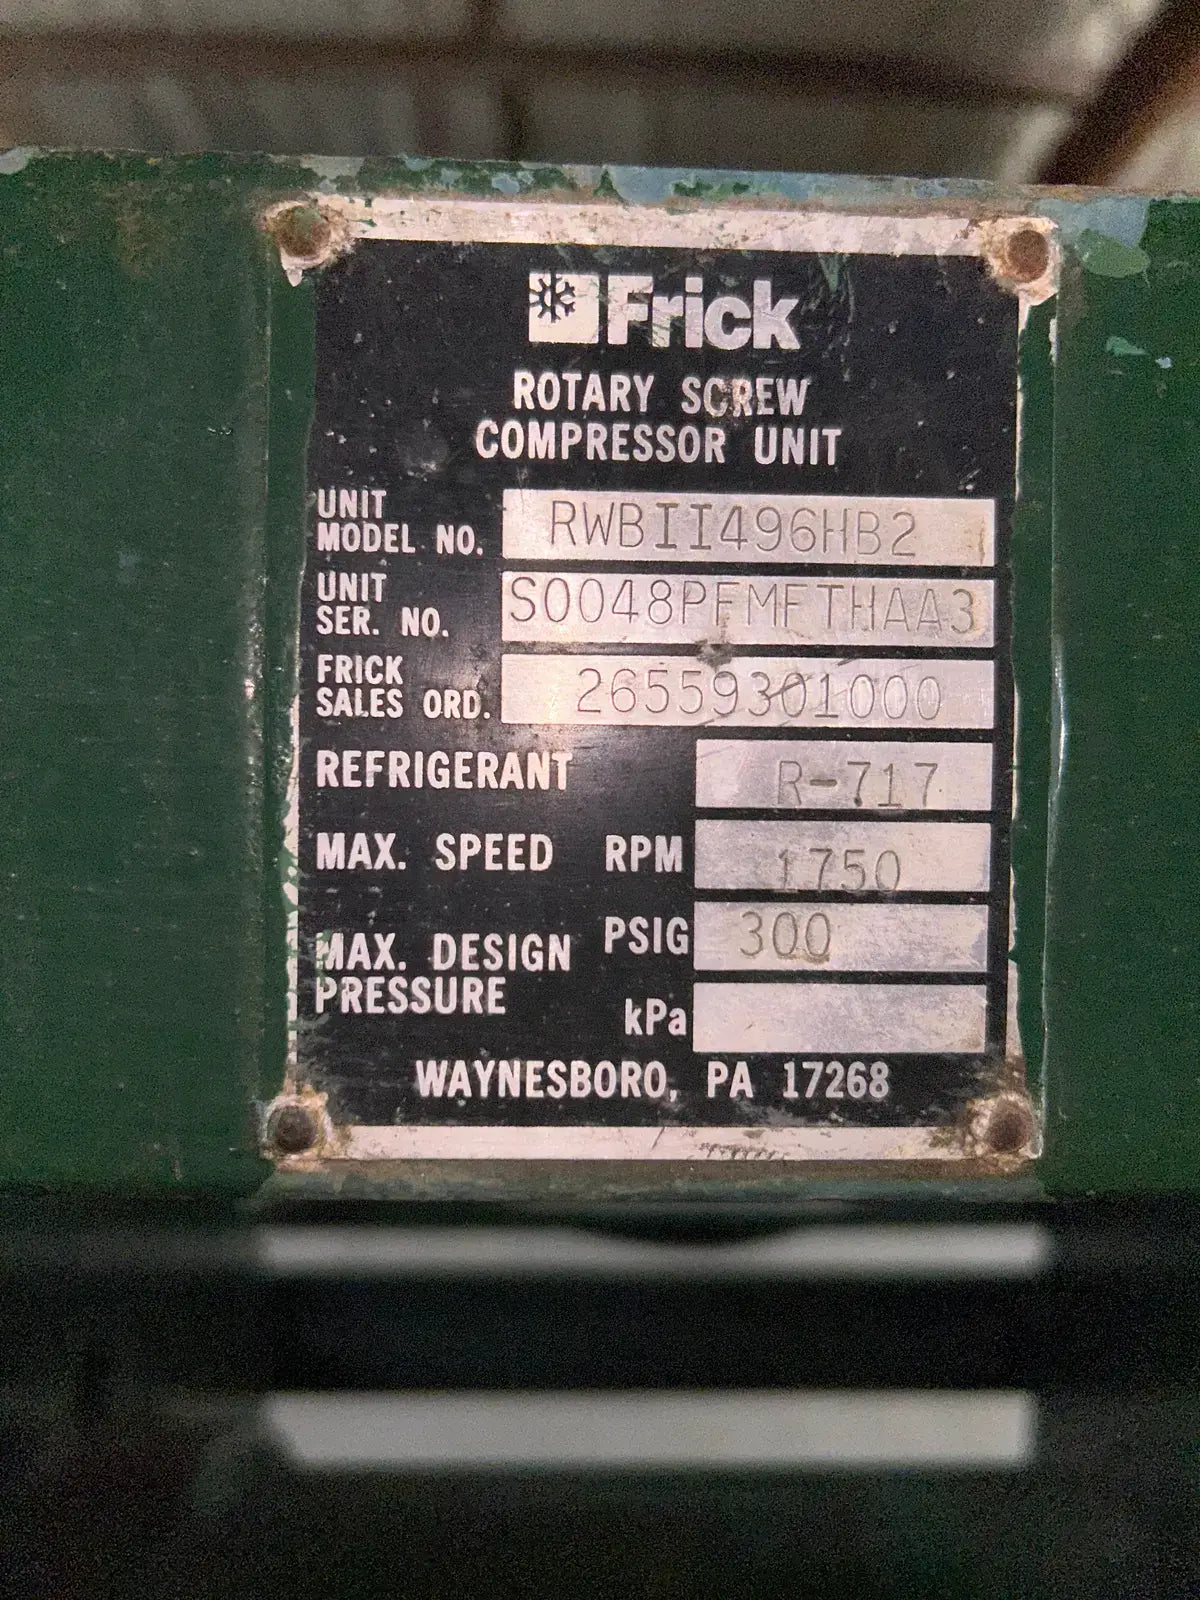 Frick
ROTARY SCREW
COMPRESSOR UNIT
UNIT
MODEL NO. RWBII496HB2
UNIT
SER. NO. S0048PFMFTHAA3
FRICK
SALES ORD. 26559301000
REFRIGERANT R-717
MAX. SPEED RPM 1750
MAX. DESIGN
PRESSURE PSIG 300
kPa
WAYNESBORO, PA 17268